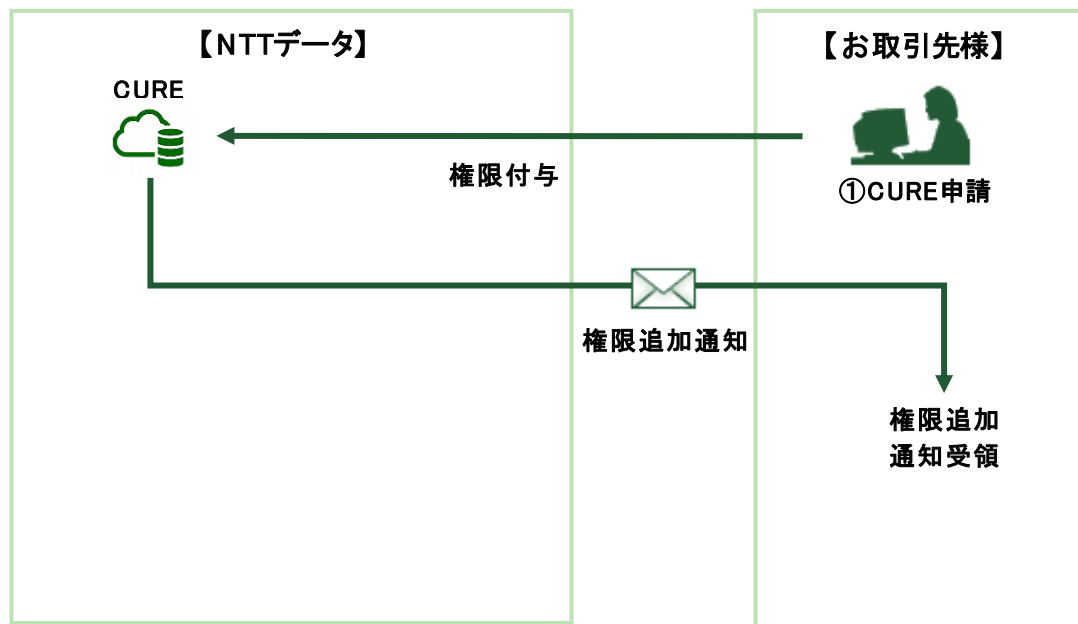 【NTTデータ】
【お取引先様】
CURE
権限付与
①CURE申請
権限追加通知
権限追加
通知受領